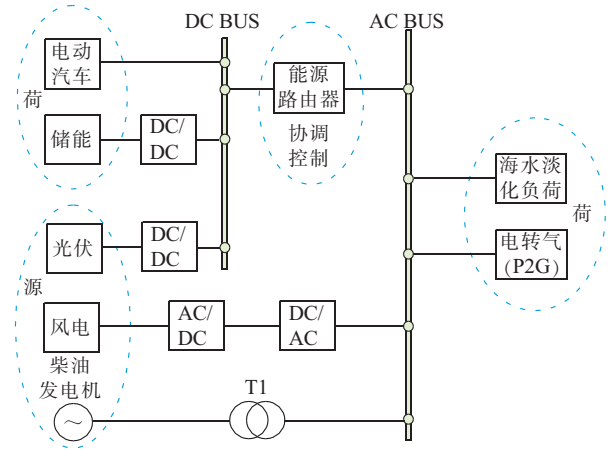 DC BUS
AC BUS
电动
汽车
荷
储能
DC/
DC
能源
路由器
协调
控制
海水淡
化负荷
荷
电转气
(P2G)
光伏
DC/
DC
源
风电
AC/
DC
DC/
AC
柴油
发电机
T1
～